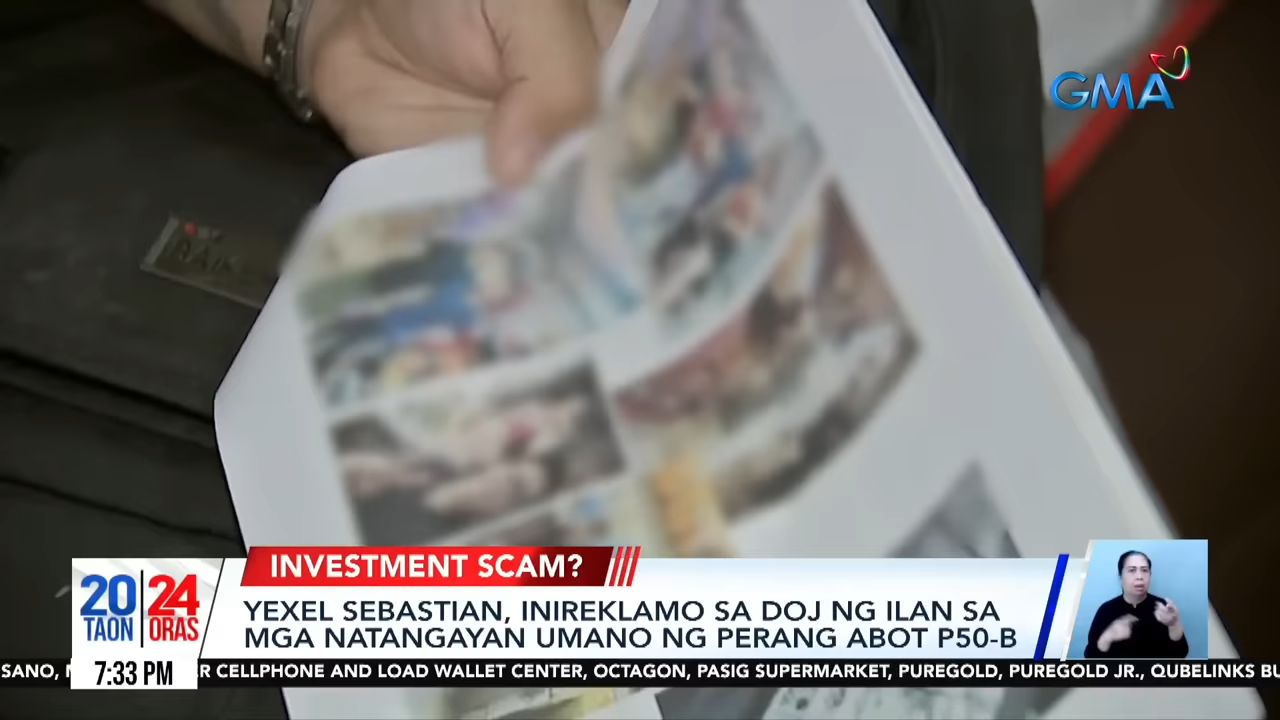 GMA
INVESTMENT SCAM?
20 TAON 24 ORAS
YEXEL SEBASTIAN, INIREKLAMO SA DOJ NG ILAN SA
MGA NATANGAYAN UMANO NG PERANG ABOT P50-B
7:33 PM
CELLPHONE AND LOAD WALLET CENTER, OCTAGON, PASIG SUPERMARKET, PUREGOLD, PUREGOLD JR., QUBELINKS